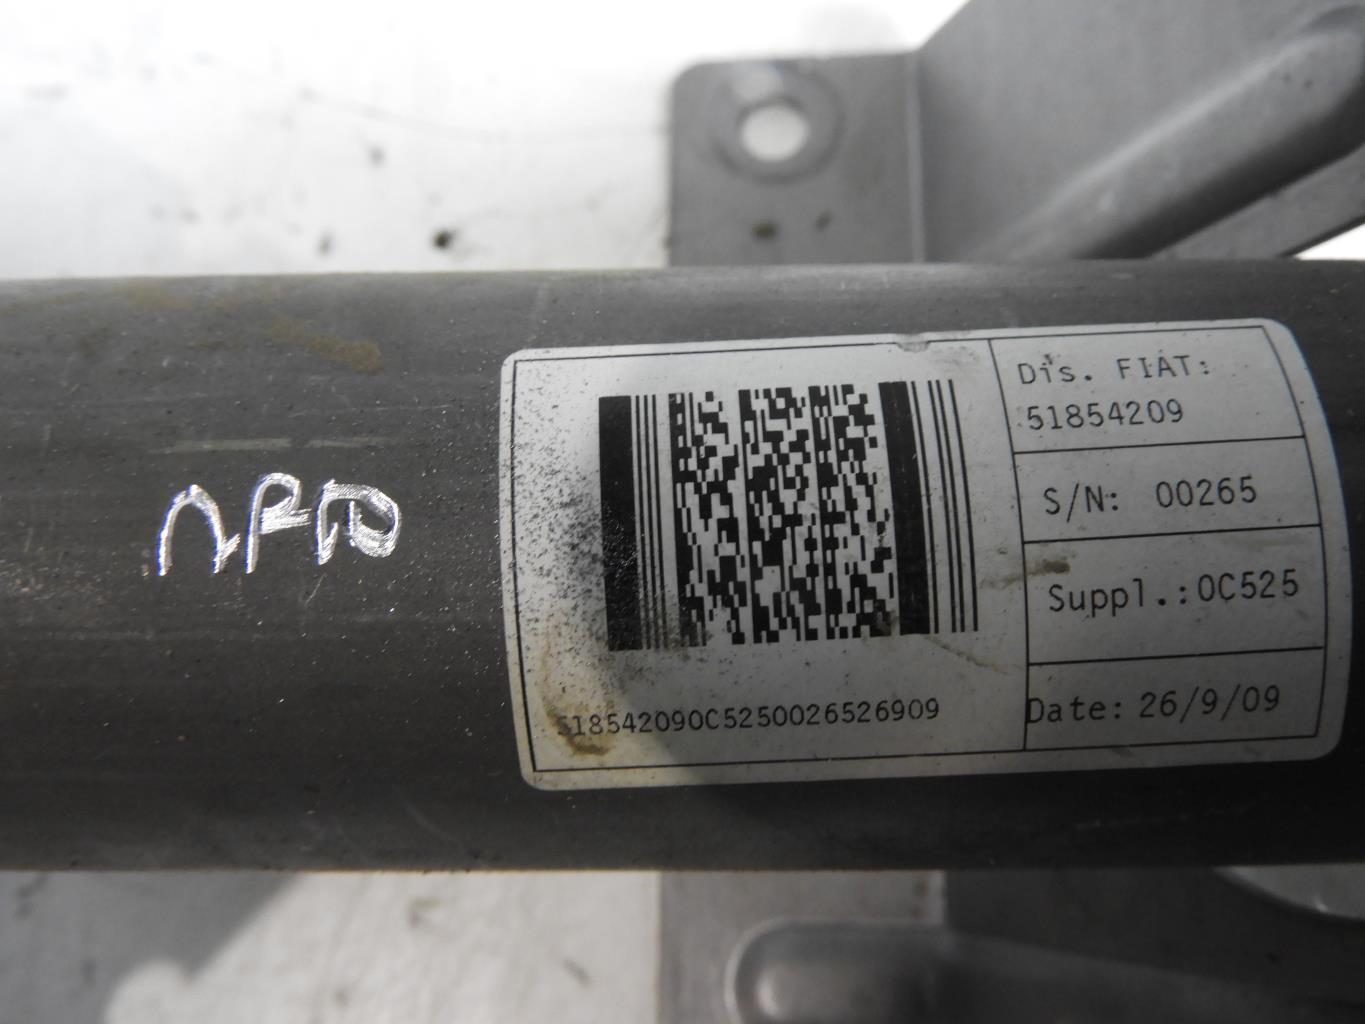 Dis. FIAT:
51854209
S/N: 00265
Suppl.:0C525
Date: 26/9/09
518542090C5250026526909